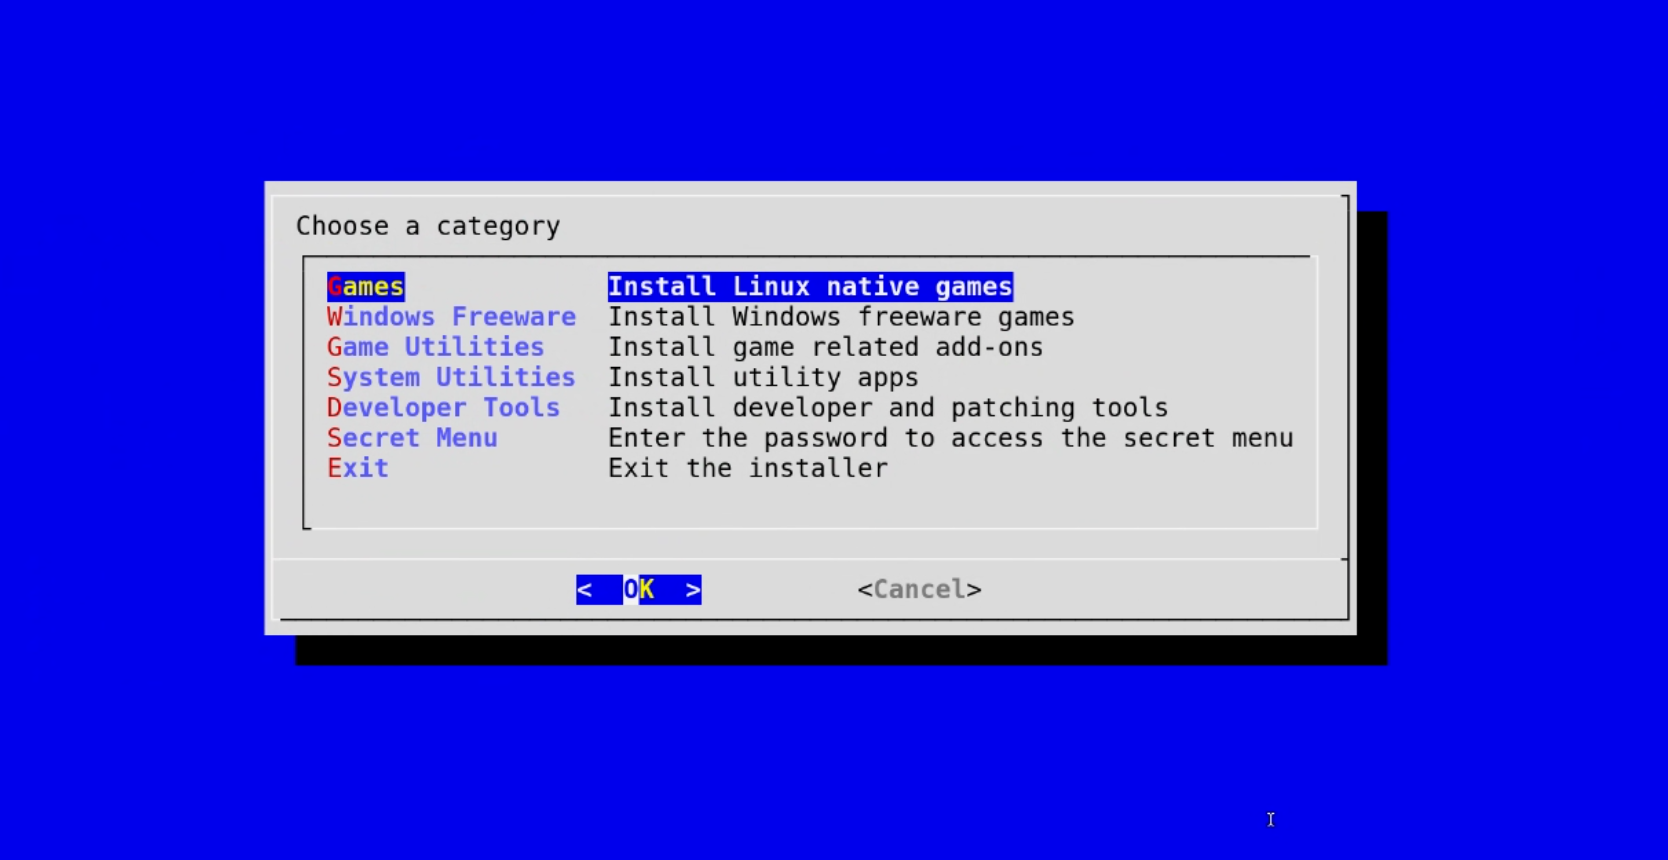 Choose a category
Games Install Linux native games
Windows Freeware Install Windows freeware games
Game Utilities Install game related add-ons
System Utilities Install utility apps
Developer Tools Install developer and patching tools
Secret Menu Enter the password to access the secret menu
Exit Exit the installer
< OK > <Cancel>